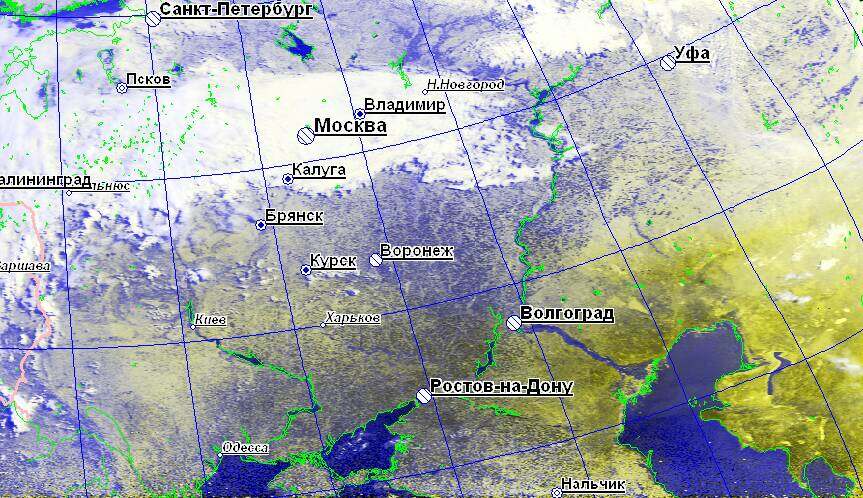 Санкт-Петербург
Уфа
Псков
Н.Новгород
Владимир
Москва
Калуга
алининград
льнюс
Брянск
Воронеж
Курск
аршава
Волгоград
Киев
Харьков
Ростов-на-Дону
Одесса
Нальчик